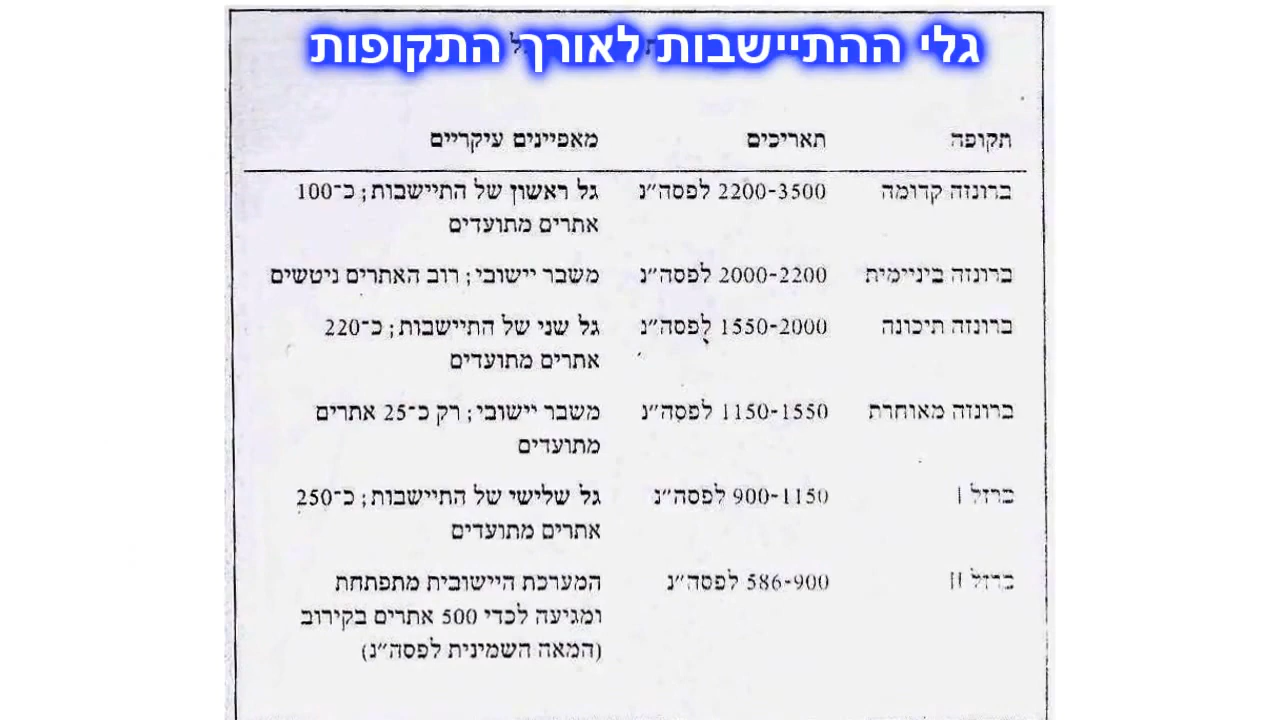 גלי ההתיישבות לאורך התקופות
תקופה תאריכים מאפיינים עיקריים
ברונזה קדומה 2200-3500 לפסה״נ גל ראשון של התיישבות; כ־100
אתרים מתועדים
ברונזה ביניימית 2000-2200 לפסה״נ משבר יישובי; רוב האתרים ניטשים
ברונזה תיכונה 1550-2000 לפסה״נ גל שני של התיישבות; כ־220
אתרים מתועדים
ברונזה מאוחרת 1150-1550 לפסה״נ משבר יישובי; רק כ־25 אתרים
מתועדים
ברזל I 900-1150 לפסה״נ גל שלישי של התיישבות; כ־250
אתרים מתועדים
ברזל II 586-900 לפסה״נ המערכת היישובית מתפתחת
ומגיעה לכדי 500 אתרים בקירוב
(המאה השמינית לפסה״נ)